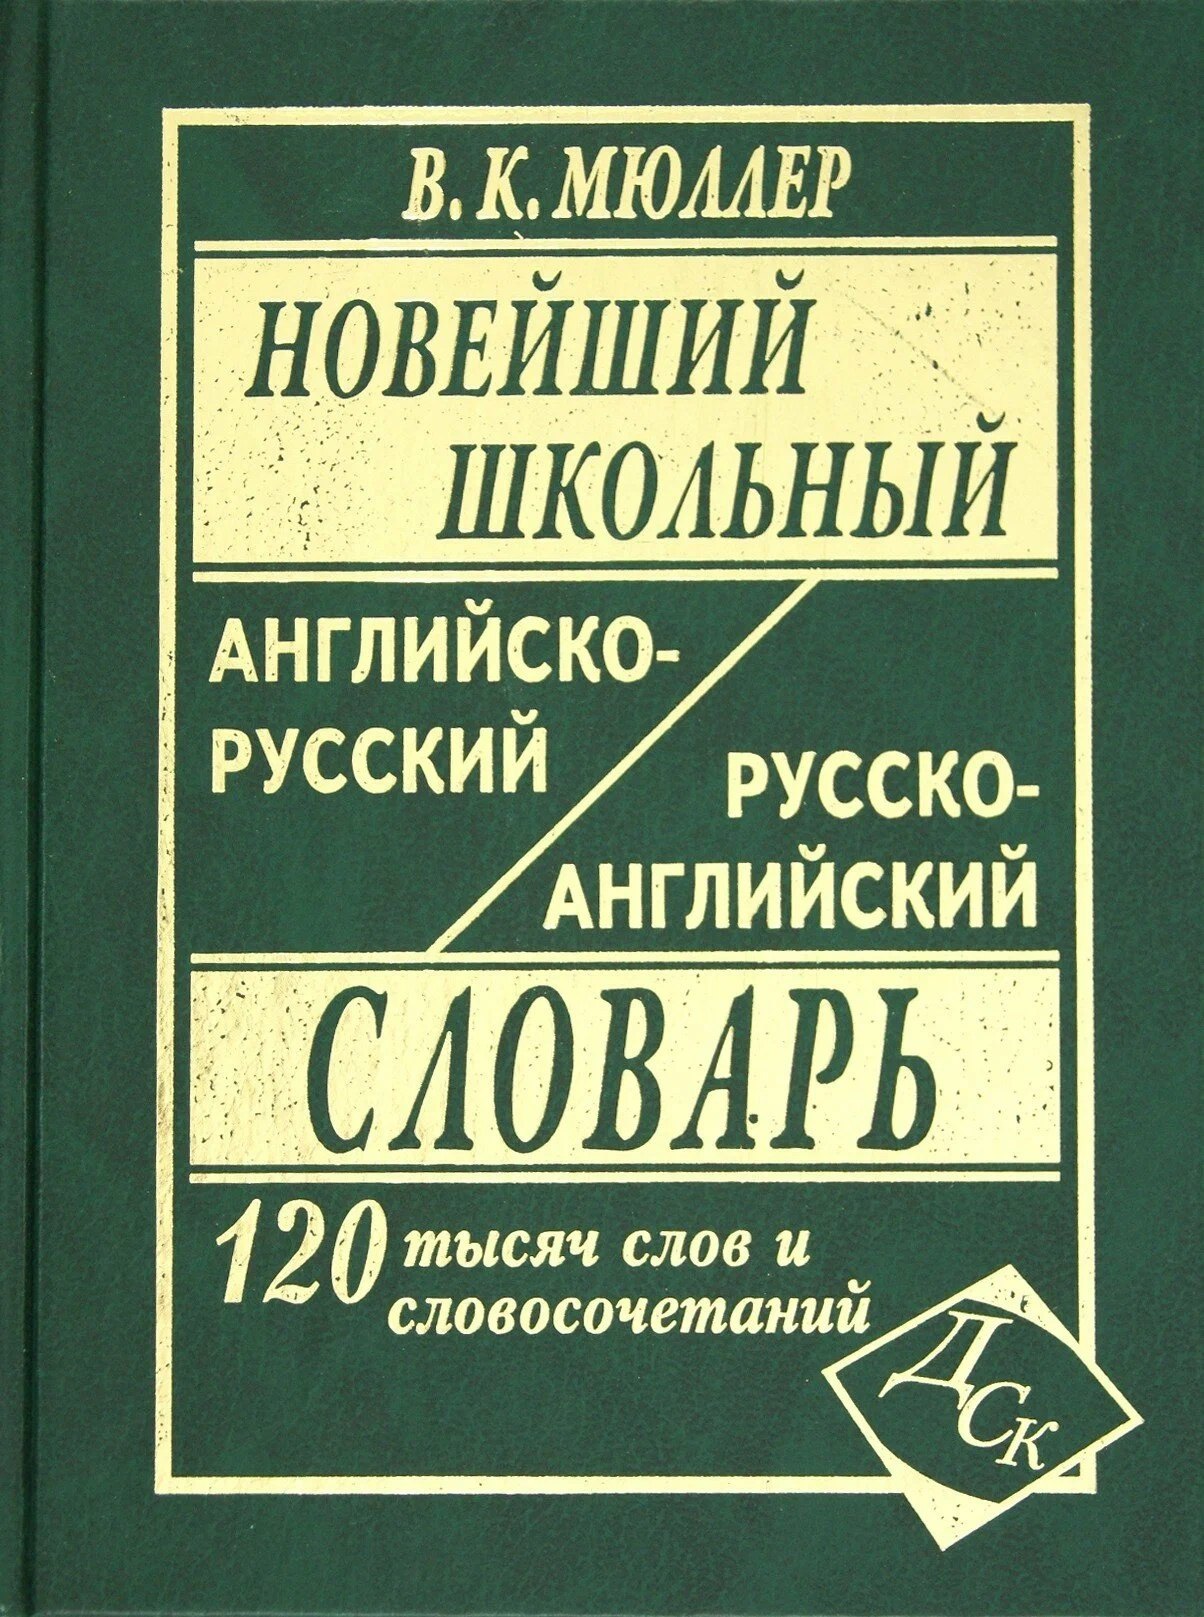 В. К. МЮЛЛЕР
НОВЕЙШИЙ
ШКОЛЬНЫЙ
АНГЛИЙСКО-
РУССКИЙ
РУССКО-
АНГЛИЙСКИЙ
СЛОВАРЬ
120 тысяч слов и
словосочетаний
ДСК